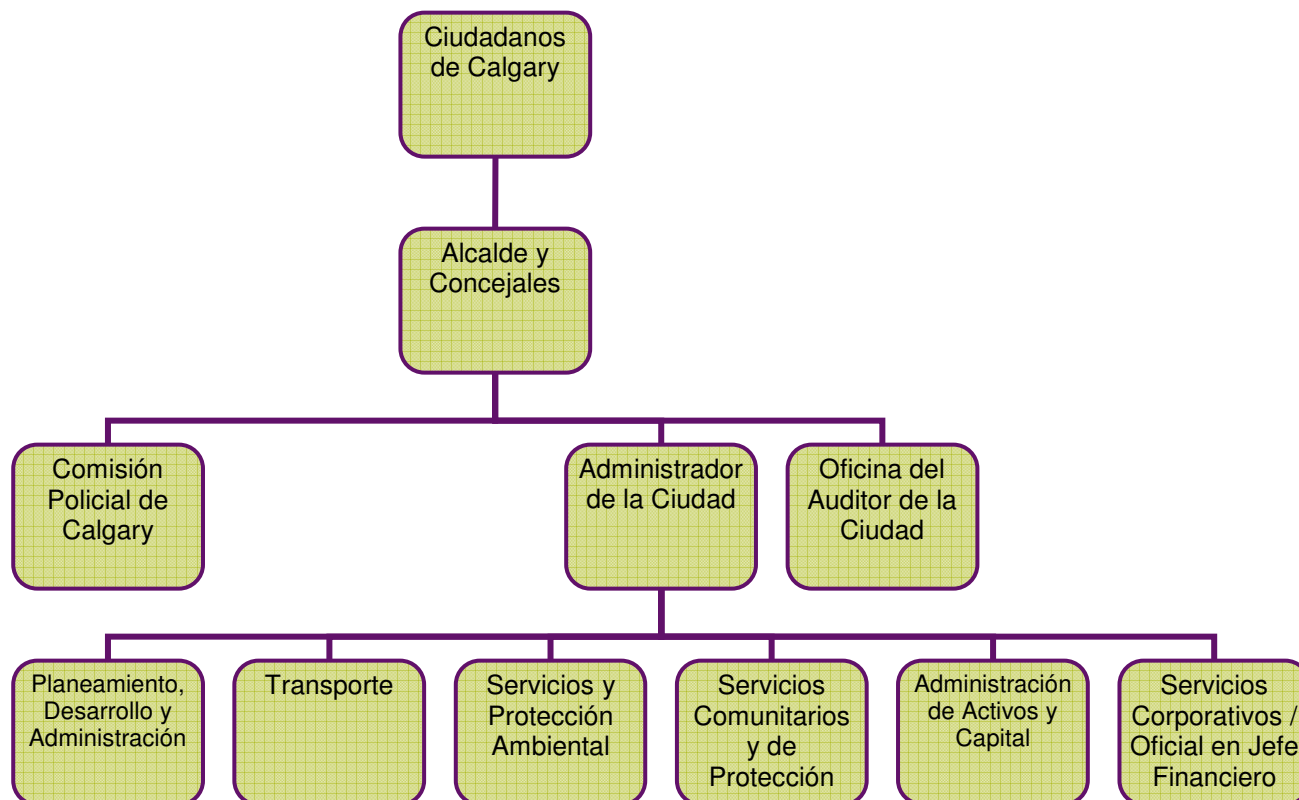 Ciudadanos
de Calgary
Alcalde y
Concejales
Comisión
Policial de
Calgary
Administrador
de la Ciudad
Oficina del
Auditor de la
Ciudad
Planeamiento,
Desarrollo y
Administración
Transporte
Servicios y
Protección
Ambiental
Servicios
Comunitarios
y de
Protección
Administración
de Activos y
Capital
Servicios
Corporativos /
Oficial en Jefe
Financiero